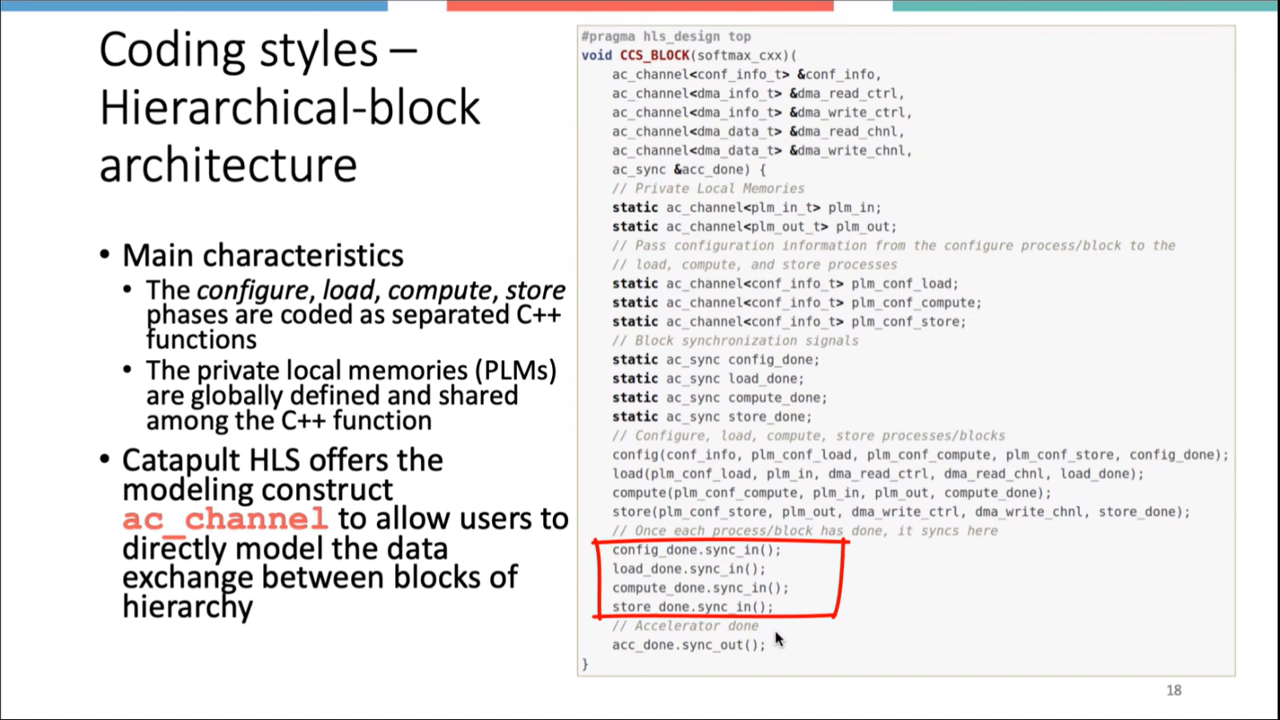 Coding styles –
Hierarchical-block
architecture
• Main characteristics
• The configure, load, compute, store
phases are coded as separated C++
functions
• The private local memories (PLMs)
are globally defined and shared
among the C++ function
• Catapult HLS offers the
modeling construct
ac_channel to allow users to
directly model the data
exchange between blocks of
hierarchy
#pragma hls_design top
void CCS_BLOCK(softmax_cxx)(
ac_channel<conf_info_t> &conf_info,
ac_channel<dma_info_t> &dma_read_ctrl,
ac_channel<dma_info_t> &dma_write_ctrl,
ac_channel<dma_data_t> &dma_read_chnl,
ac_channel<dma_data_t> &dma_write_chnl,
ac_sync &acc_done) {
// Private Local Memories
static ac_channel<plm_in_t> plm_in;
static ac_channel<plm_out_t> plm_out;
// Pass configuration information from the configure process/block to the
// load, compute, and store processes
static ac_channel<conf_info_t> plm_conf_load;
static ac_channel<conf_info_t> plm_conf_compute;
static ac_channel<conf_info_t> plm_conf_store;
// Block synchronization signals
static ac_sync config_done;
static ac_sync load_done;
static ac_sync compute_done;
static ac_sync store_done;
// Configure, load, compute, store processes/blocks
config(conf_info, plm_conf_load, plm_conf_compute, plm_conf_store, config_done);
load(plm_conf_load, plm_in, dma_read_ctrl, dma_read_chnl, load_done);
compute(plm_conf_compute, plm_in, plm_out, compute_done);
store(plm_conf_store, plm_out, dma_write_ctrl, dma_write_chnl, store_done);
// Once each process/block has done, it syncs here
config_done.sync_in();
load_done.sync_in();
compute_done.sync_in();
store_done.sync_in();
// Accelerator done
acc_done.sync_out();
}
18